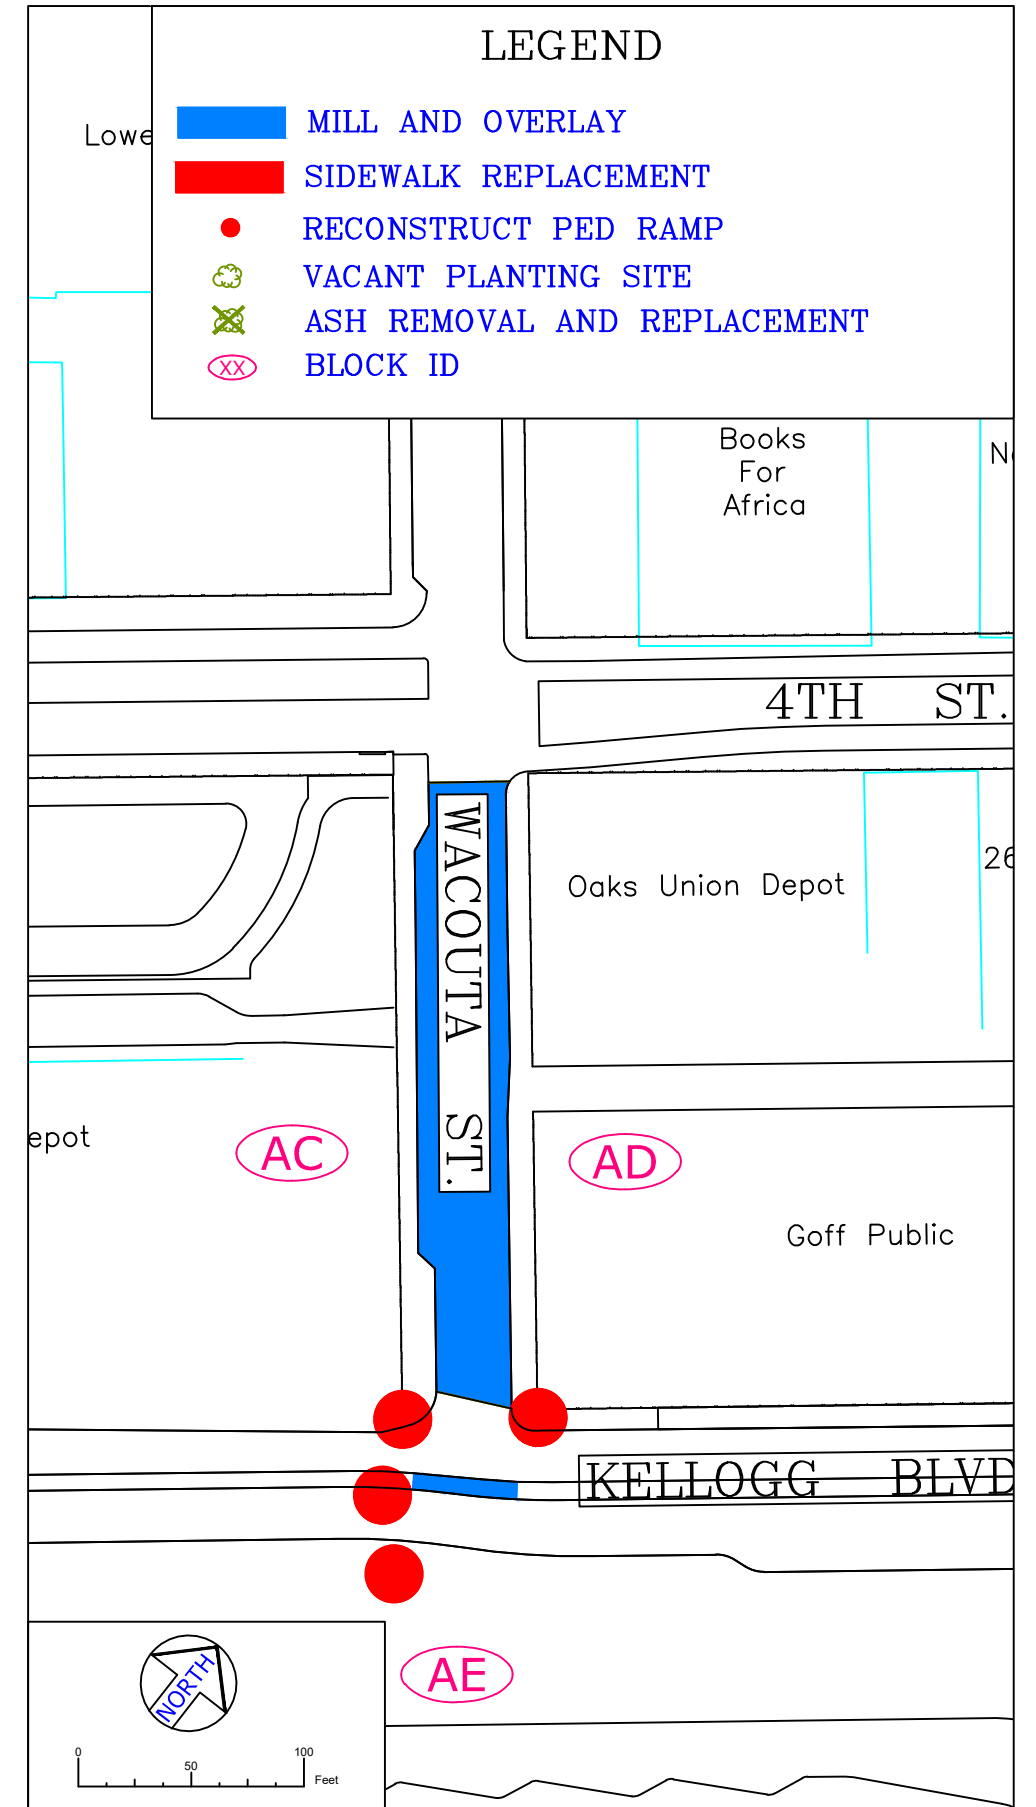 LEGEND
MILL AND OVERLAY
SIDEWALK REPLACEMENT
RECONSTRUCT PED RAMP
VACANT PLANTING SITE
ASH REMOVAL AND REPLACEMENT
XX BLOCK ID
Lowe
Books
For
Africa
4TH ST.
WACOUTA ST.
Oaks Union Depot
26
epot
AC
AD
Goff Public
KELLOGG BLVD
AE
NORTH
0 50 100
Feet